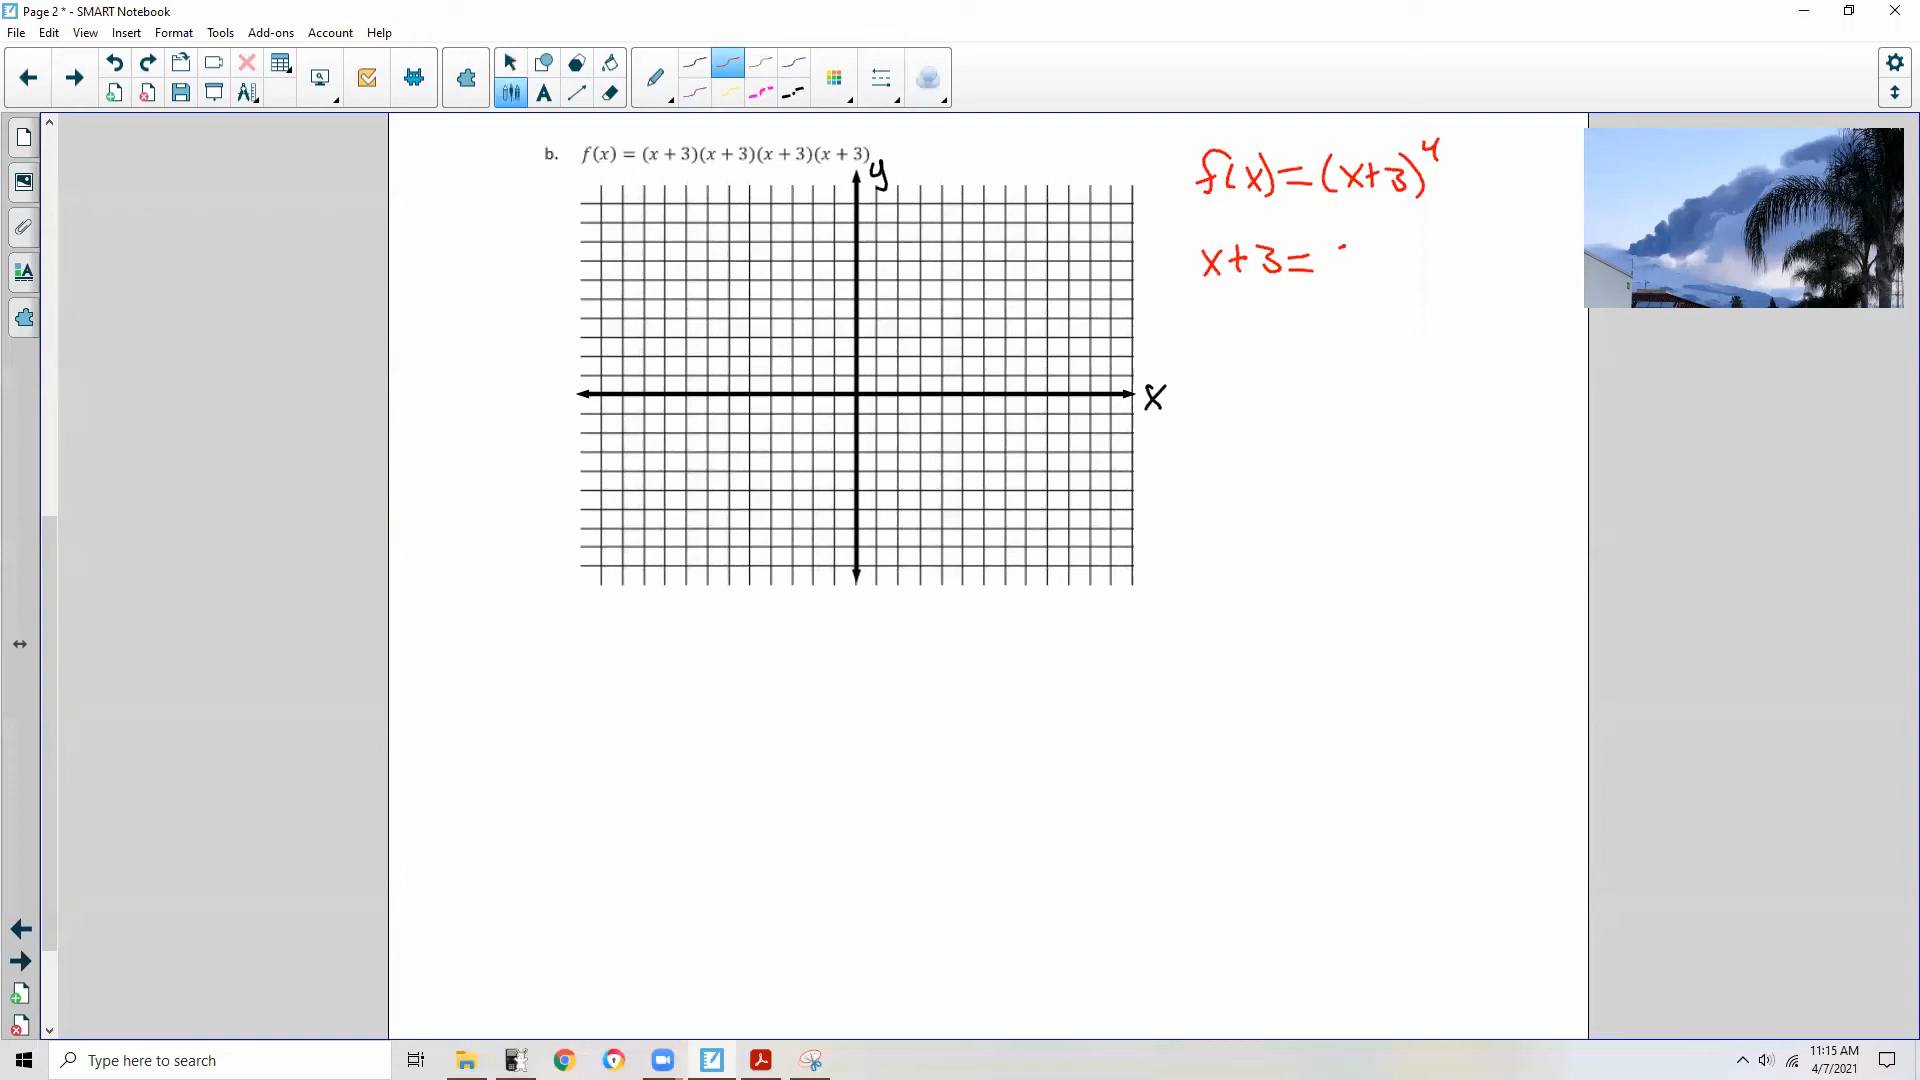 Page 2 * - SMART Notebook
File Edit View Insert Format Tools Add-ons Account Help
b. f(x) = (x + 3)(x + 3)(x + 3)(x + 3)
y
f(x) = (x+3)^4
x+3=
x
Type here to search
11:15 AM
4/7/2021